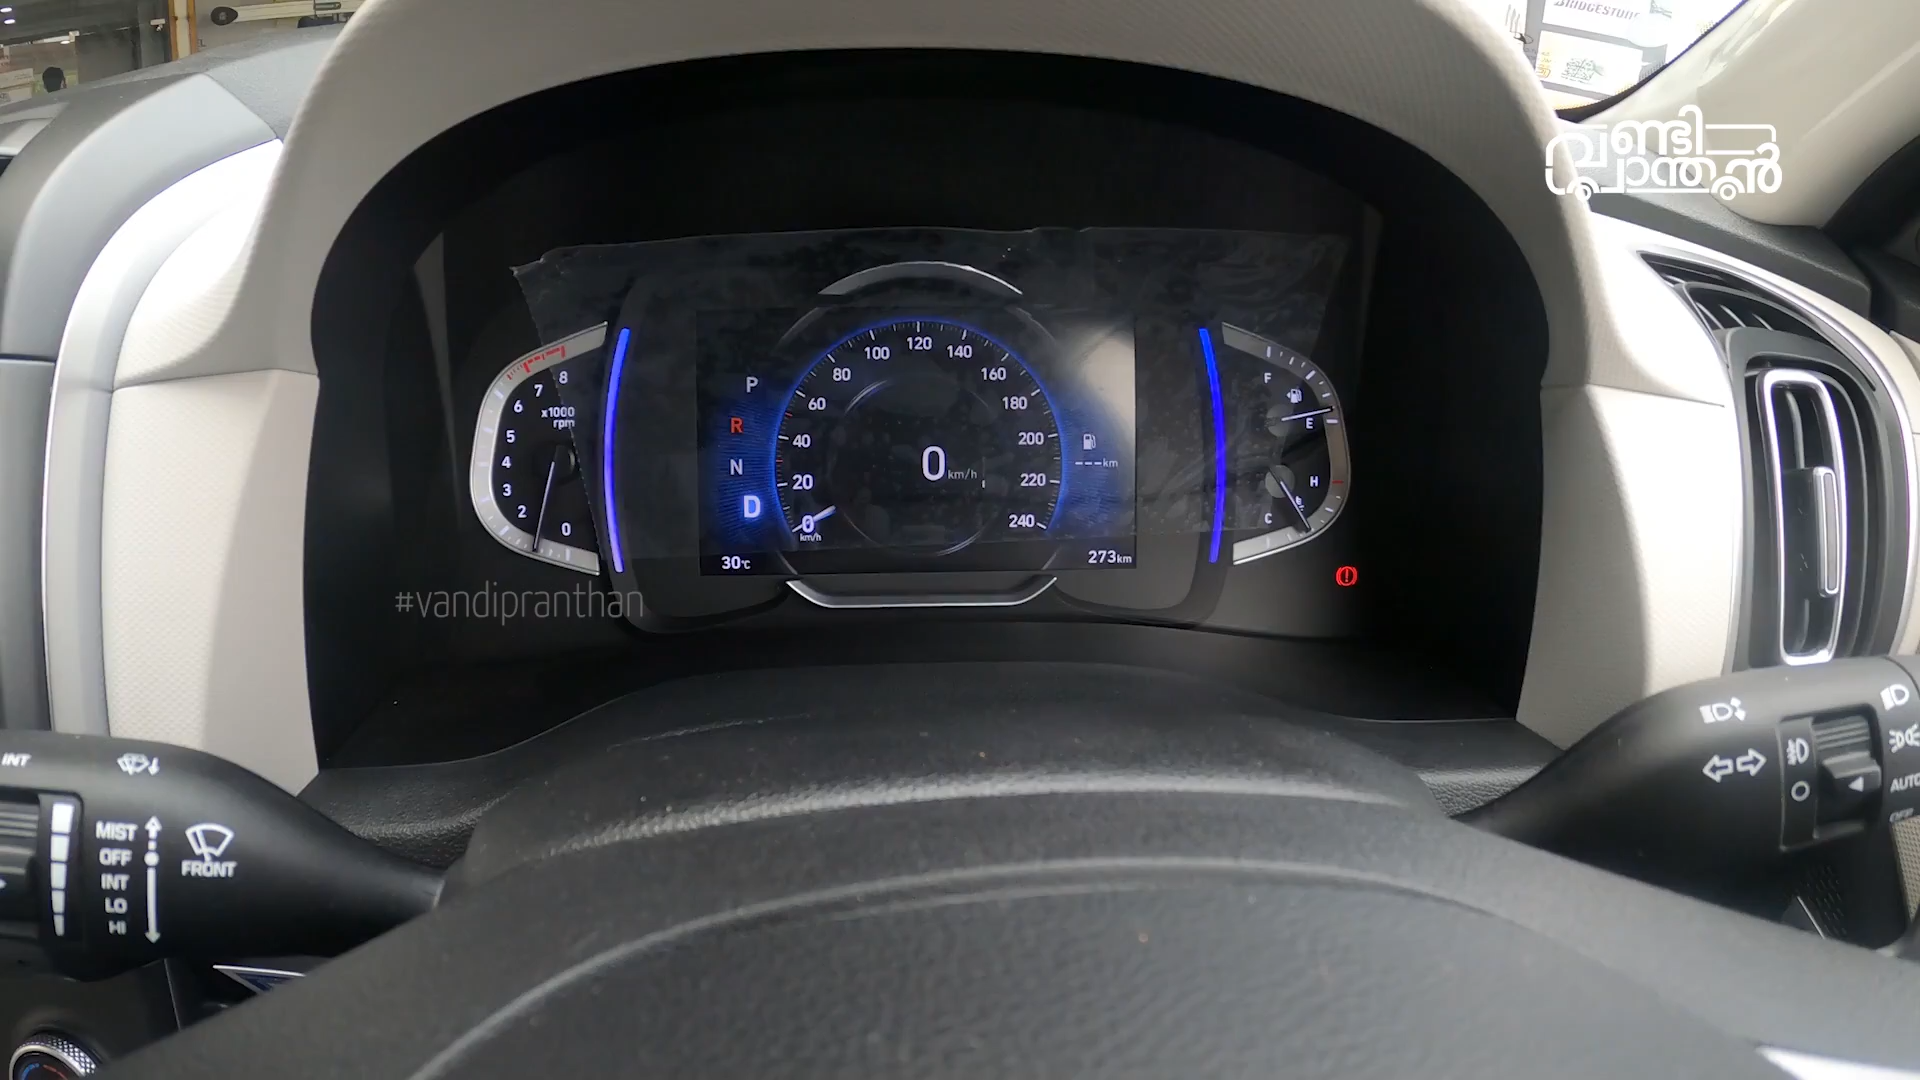 BRIDGESTONE
വണ്ടി
പ്രാന്തൻ
120
100 140
80 160
60 180
40 200
20 220
0 240
km/h
P
R
N
D
0 km/h
---km
30°C
273km
8
7
6
x1000
rpm
5
4
3
2
0
F
E
H
C
#vandipranthan
INT
MIST
OFF
INT
LO
HI
FRONT
AUTO
OFF